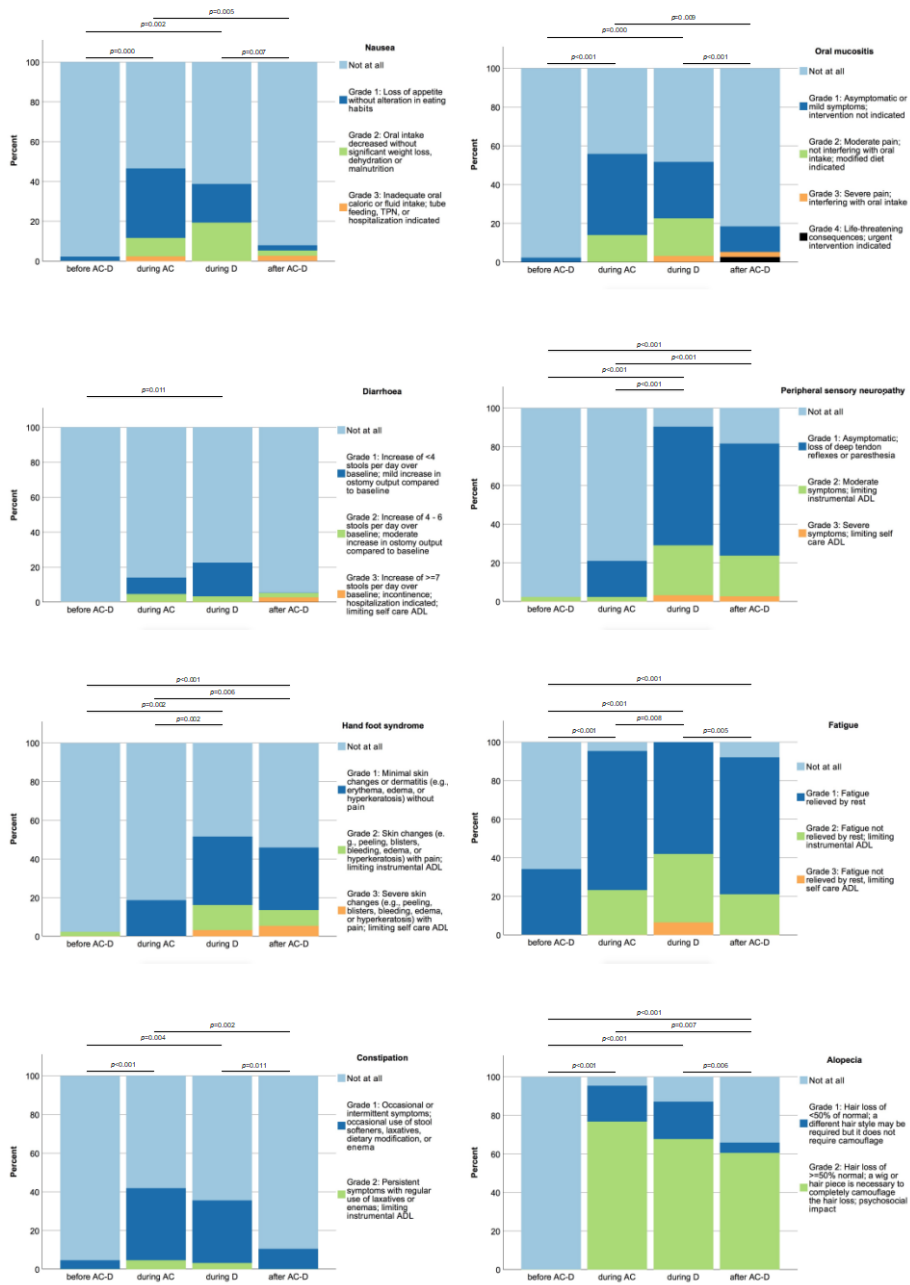 p=0.005
p=0.002
p=0.000
p=0.007
Nausea
Not at all
Grade 1: Loss of appetite
without alteration in eating
habits
Grade 2: Oral intake
decreased without
significant weight loss,
dehydration or
malnutrition
Grade 3: Inadequate oral
caloric or fluid intake; tube
feeding, TPN, or
hospitalization indicated
Percent
100
80
60
40
20
0
before AC-D
during AC
during D
after AC-D
p=0.009
p=0.000
p<0.001
p<0.001
Oral mucositis
Not at all
Grade 1: Asymptomatic or
mild symptoms;
intervention not indicated
Grade 2: Moderate pain;
not interfering with oral
intake; modified diet
indicated
Grade 3: Severe pain;
interfering with oral intake
Grade 4: Life-threatening
consequences; urgent
intervention indicated
Percent
100
80
60
40
20
0
before AC-D
during AC
during D
after AC-D
p=0.011
Diarrhoea
Not at all
Grade 1: Increase of <4
stools per day over
baseline; mild increase in
ostomy output compared
to baseline
Grade 2: Increase of 4 - 6
stools per day over
baseline; moderate
increase in ostomy output
compared to baseline
Grade 3: Increase of >=7
stools per day over
baseline; incontinence;
hospitalization indicated;
limiting self care ADL
Percent
100
80
60
40
20
0
before AC-D
during AC
during D
after AC-D
p<0.001
p<0.001
p<0.001
p<0.001
Peripheral sensory neuropathy
Not at all
Grade 1: Asymptomatic;
loss of deep tendon
reflexes or paresthesia
Grade 2: Moderate
symptoms; limiting
instrumental ADL
Grade 3: Severe
symptoms; limiting self
care ADL
Percent
100
80
60
40
20
0
before AC-D
during AC
during D
after AC-D
p<0.001
p=0.006
p=0.002
p=0.002
Hand foot syndrome
Not at all
Grade 1: Minimal skin
changes or dermatitis (e.g.,
erythema, edema, or
hyperkeratosis) without
pain
Grade 2: Skin changes (e.
g., peeling, blisters,
bleeding, edema, or
hyperkeratosis) with pain;
limiting instrumental ADL
Grade 3: Severe skin
changes (e.g., peeling,
blisters, bleeding, edema,
or hyperkeratosis) with
pain; limiting self care ADL
Percent
100
80
60
40
20
0
before AC-D
during AC
during D
after AC-D
p<0.001
p<0.001
p=0.008
p<0.001
p=0.005
Fatigue
Not at all
Grade 1: Fatigue
relieved by rest
Grade 2: Fatigue not
relieved by rest; limiting
instrumental ADL
Grade 3: Fatigue not
relieved by rest, limiting
self care ADL
Percent
100
80
60
40
20
0
before AC-D
during AC
during D
after AC-D
p=0.002
p=0.004
p<0.001
p=0.011
Constipation
Not at all
Grade 1: Occasional or
intermittent symptoms;
occasional use of stool
softeners, laxatives,
dietary modification, or
enema
Grade 2: Persistent
symptoms with regular
use of laxatives or
enemas; limiting
instrumental ADL
Percent
100
80
60
40
20
0
before AC-D
during AC
during D
after AC-D
p<0.001
p=0.007
p<0.001
p<0.001
p=0.006
Alopecia
Not at all
Grade 1: Hair loss of
<50% of normal; a
different hair style may be
required but it does not
require camouflage
Grade 2: Hair loss of
>=50% normal; a wig or
hair piece is necessary to
completely camouflage
the hair loss; psychosocial
impact
Percent
100
80
60
40
20
0
before AC-D
during AC
during D
after AC-D